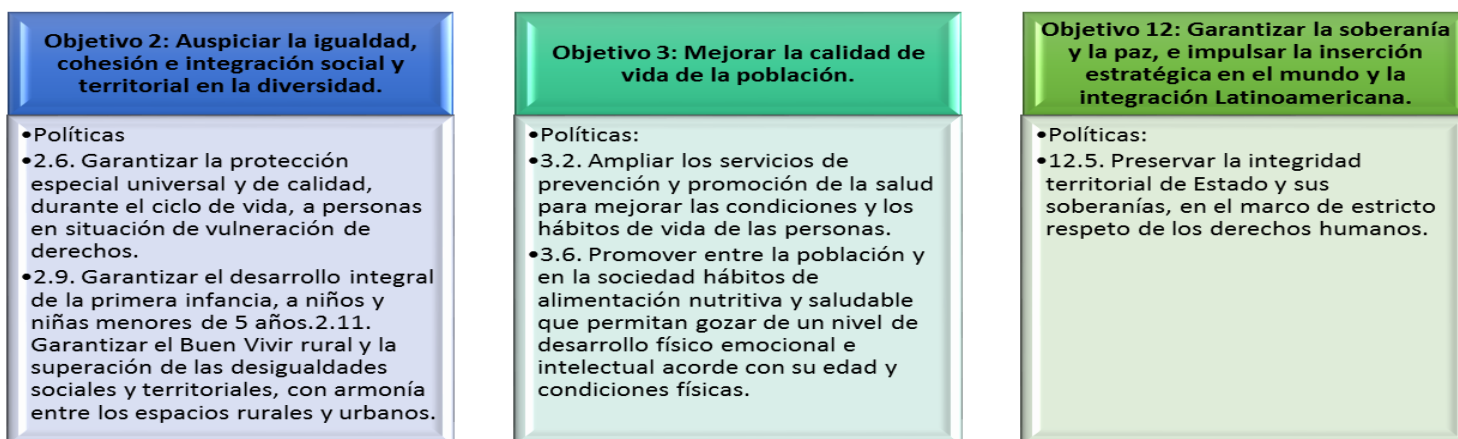 Objetivo 2: Auspiciar la igualdad,
cohesión e integración social y
territorial en la diversidad.
•Políticas
•2.6. Garantizar la protección
especial universal y de calidad,
durante el ciclo de vida, a personas
en situación de vulneración de
derechos.
•2.9. Garantizar el desarrollo integral
de la primera infancia, a niños y
niñas menores de 5 años.2.11.
Garantizar el Buen Vivir rural y la
superación de las desigualdades
sociales y territoriales, con armonía
entre los espacios rurales y urbanos.
Objetivo 3: Mejorar la calidad de
vida de la población.
•Políticas:
•3.2. Ampliar los servicios de
prevención y promoción de la salud
para mejorar las condiciones y los
hábitos de vida de las personas.
•3.6. Promover entre la población y
en la sociedad hábitos de
alimentación nutritiva y saludable
que permitan gozar de un nivel de
desarrollo físico emocional e
intelectual acorde con su edad y
condiciones físicas.
Objetivo 12: Garantizar la soberanía
y la paz, e impulsar la inserción
estratégica en el mundo y la
integración Latinoamericana.
•Políticas:
•12.5. Preservar la integridad
territorial de Estado y sus
soberanías, en el marco de estricto
respeto de los derechos humanos.